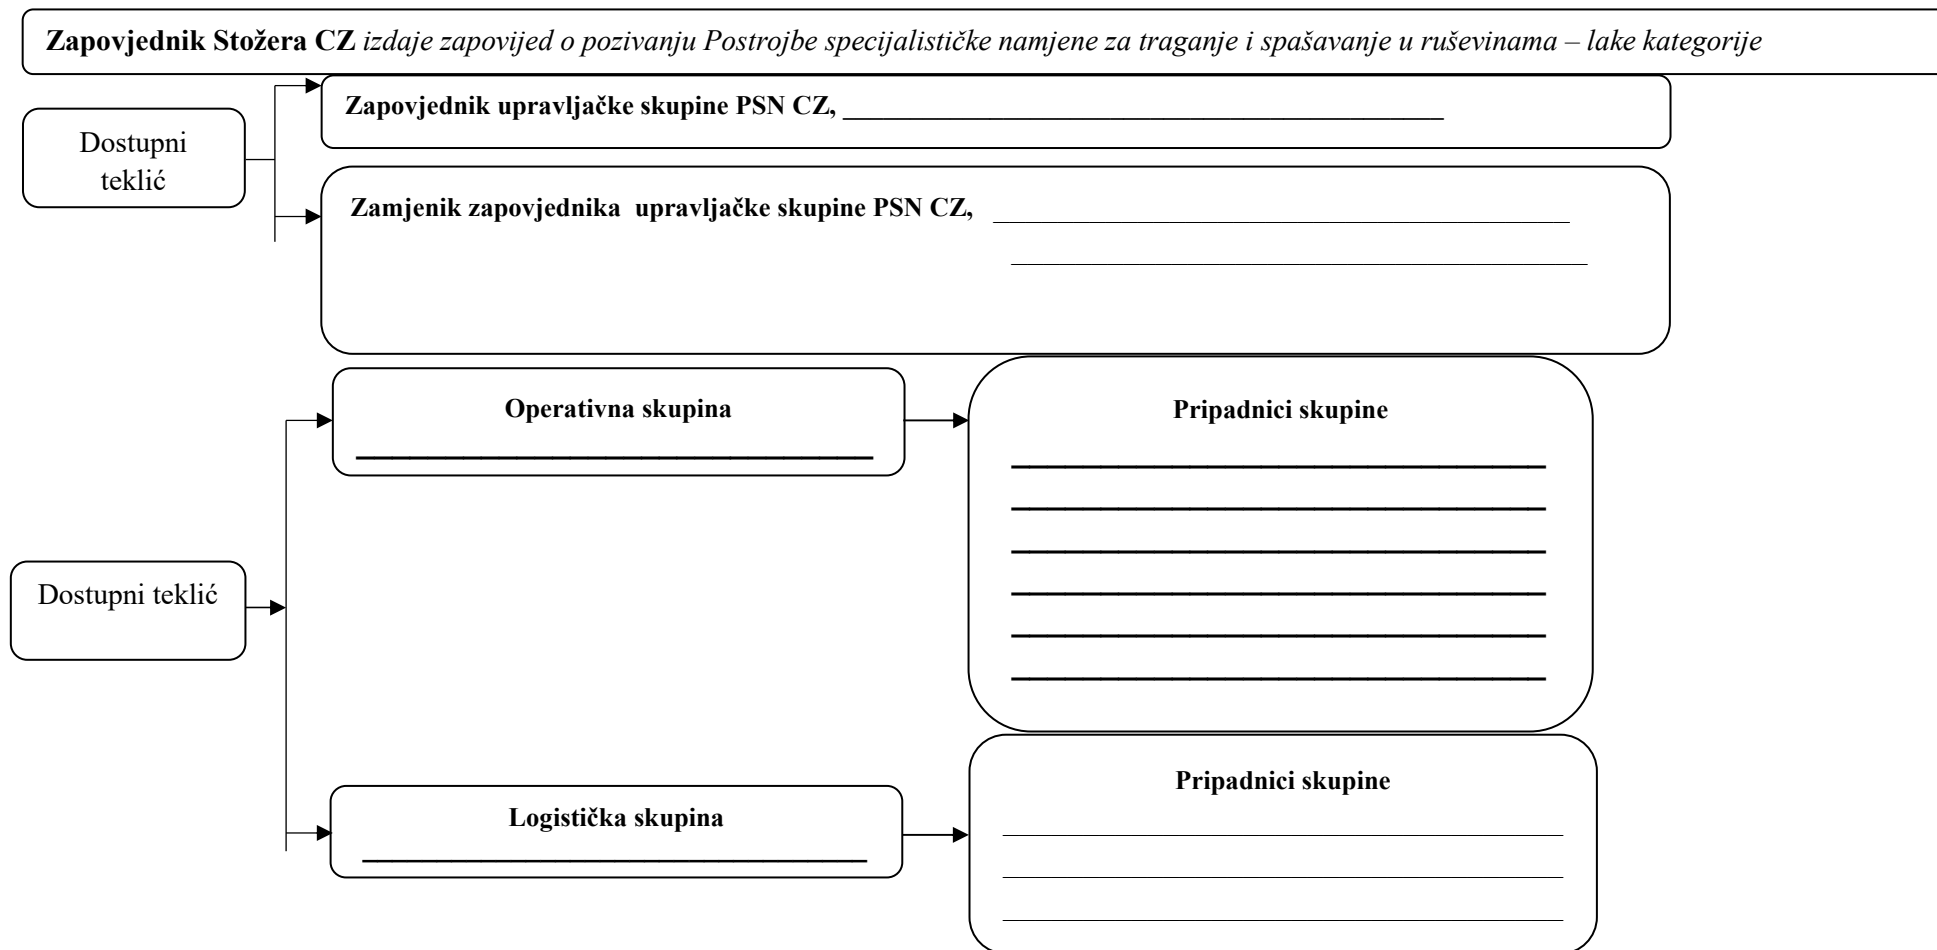 Zapovjednik Stožera CZ izdaje zapovijed o pozivanju Postrojbe specijalističke namjene za traganje i spašavanje u ruševinama – lake kategorije
Zapovjednik upravljačke skupine PSN CZ,
Dostupni
teklić
Zamjenik zapovjednika upravljačke skupine PSN CZ,
Operativna skupina
Pripadnici skupine
Dostupni teklić
Logistička skupina
Pripadnici skupine